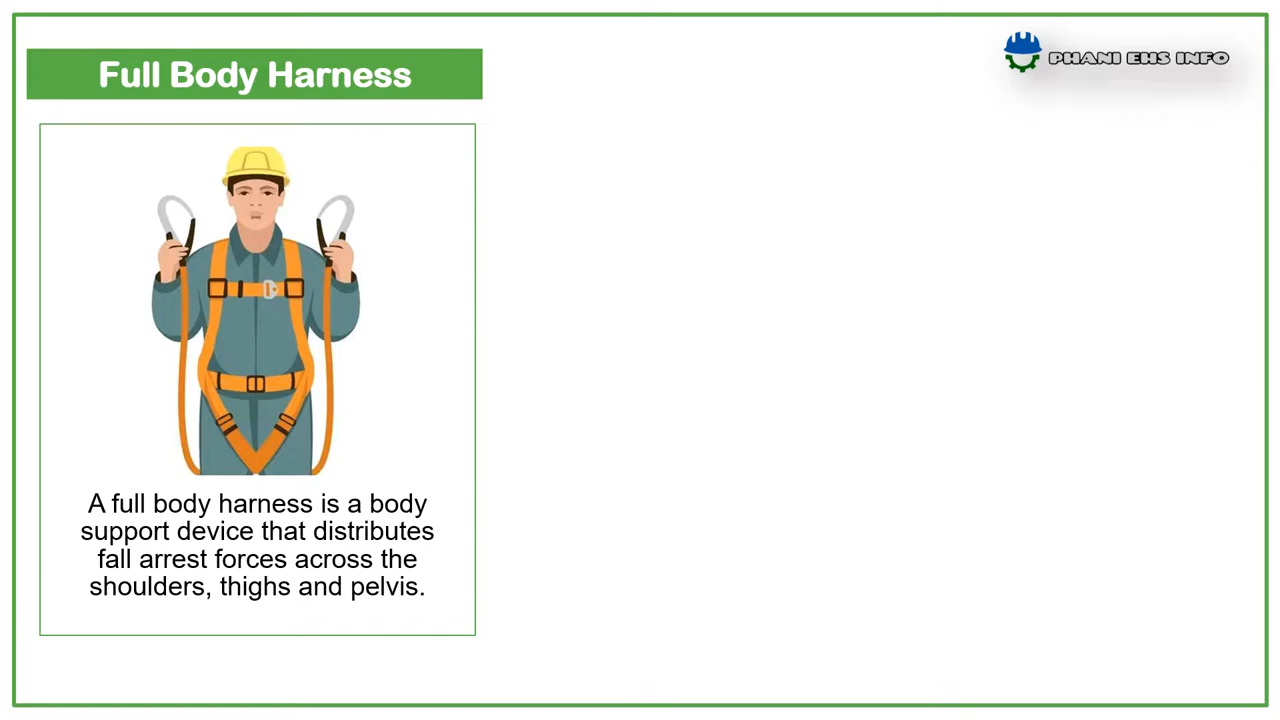 Full Body Harness
PHANI EHS INFO
A full body harness is a body
support device that distributes
fall arrest forces across the
shoulders, thighs and pelvis.